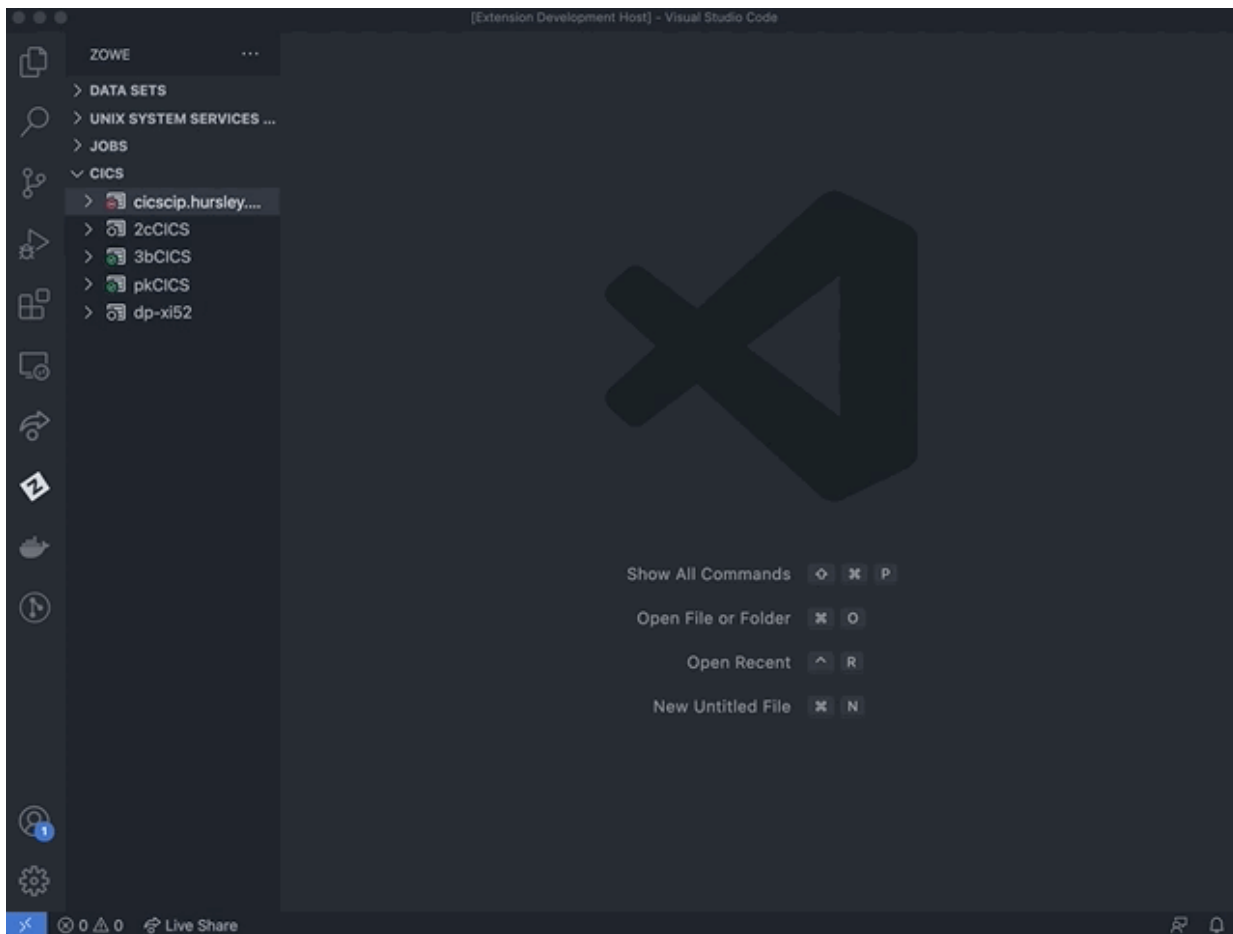 [Extension Development Host] - Visual Studio Code
ZOWE ...
DATA SETS
UNIX SYSTEM SERVICES ...
JOBS
CICS
cicscip.hursley....
2cCICS
3bCICS
pkCICS
dp-xi52
Show All Commands ⇧ ⌘ P
Open File or Folder ⌘ O
Open Recent ^ R
New Untitled File ⌘ N
1
0 0 Live Share